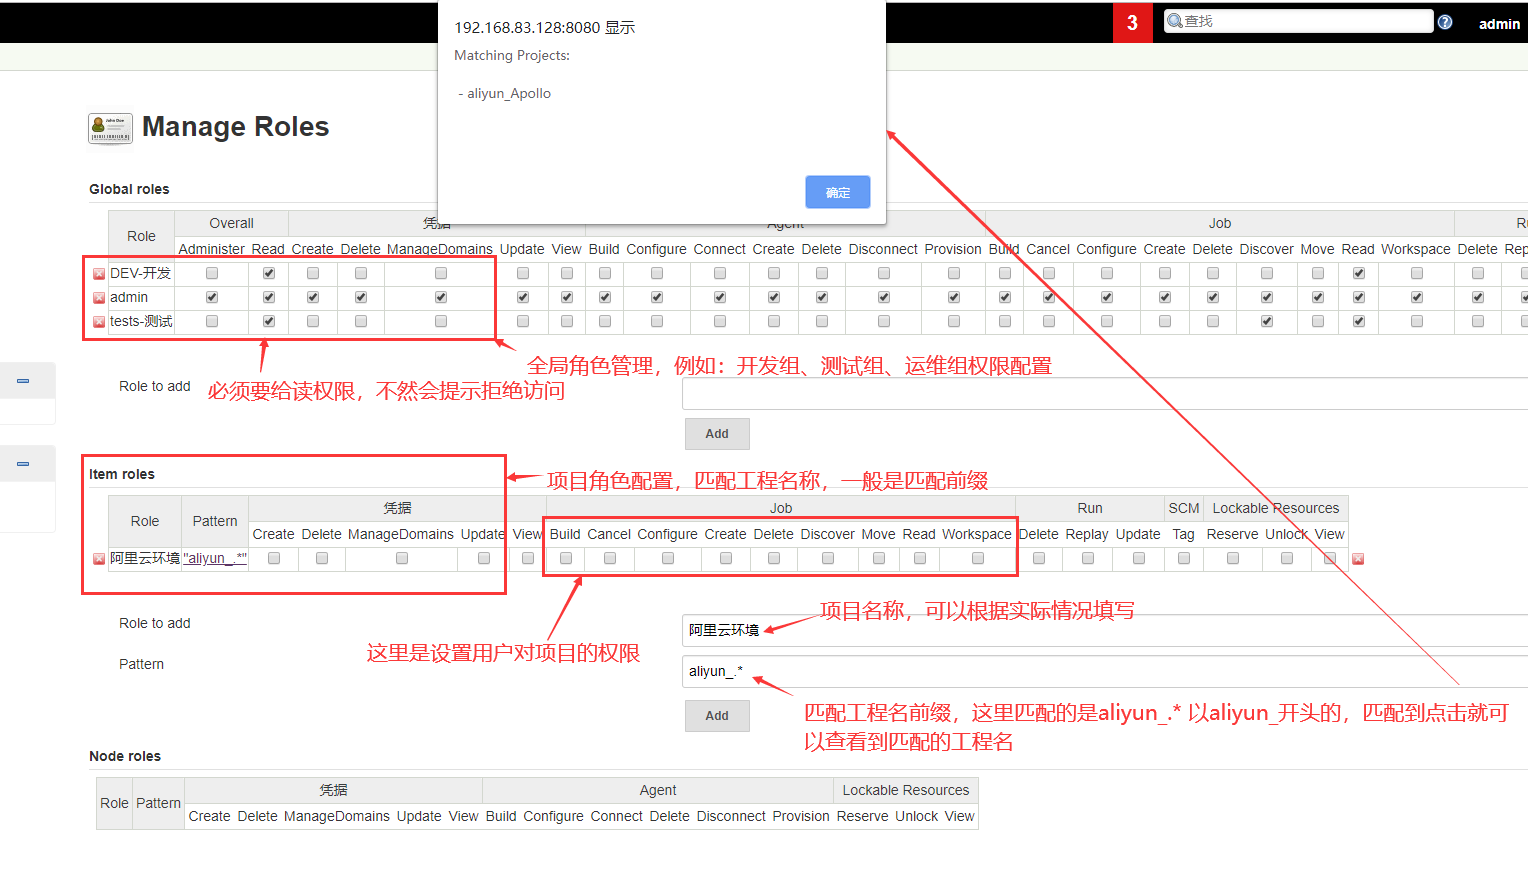 192.168.83.128:8080 显示
Matching Projects:
- aliyun_Apollo
确定
3
查找
admin
Manage Roles
Global roles
Role Overall 凭据 Agent Job
Administer Read Create Delete ManageDomains Update View Build Configure Connect Create Delete Disconnect Provision Build Cancel Configure Create Delete Discover Move Read Workspace Delete
DEV-开发
admin
tests-测试
全局角色管理，例如：开发组、测试组、运维组权限配置
Role to add
必须要给读权限，不然会提示拒绝访问
Add
Item roles
项目角色配置，匹配工程名称，一般是匹配前缀
Role Pattern 凭据 Job Run SCM Lockable Resources
Create Delete ManageDomains Update View Build Cancel Configure Create Delete Discover Move Read Workspace Delete Replay Update Tag Reserve Unlock View
阿里云环境 "aliyun_.*"
项目名称，可以根据实际情况填写
Role to add 阿里云环境
这里是设置用户对项目的权限
Pattern aliyun_.*
匹配工程名前缀，这里匹配的是aliyun_.* 以aliyun_开头的，匹配到点击就可
以查看到匹配的工程名
Add
Node roles
Role Pattern 凭据 Agent Lockable Resources
Create Delete ManageDomains Update View Build Configure Connect Delete Disconnect Provision Reserve Unlock View